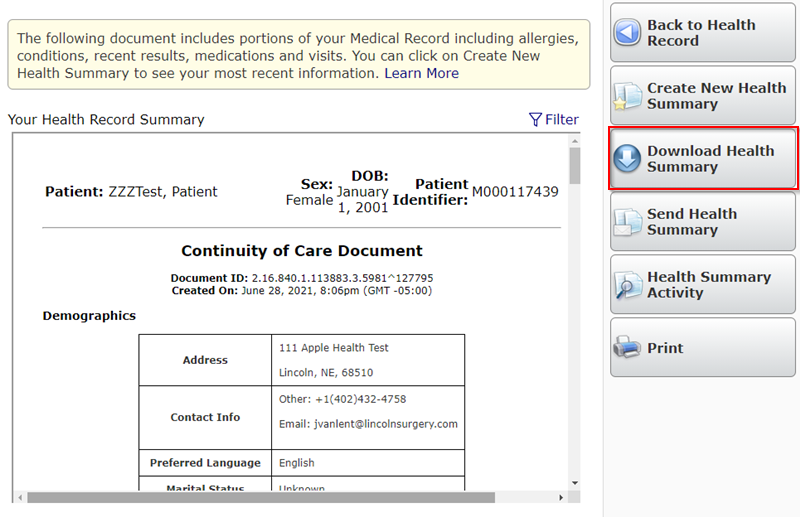 The following document includes portions of your Medical Record including allergies,
conditions, recent results, medications and visits. You can click on Create New
Health Summary to see your most recent information. Learn More
Your Health Record Summary
Filter
Patient: ZZZTest, Patient
Sex:
Female
DOB:
January
1, 2001
Patient
Identifier:
M000117439
Continuity of Care Document
Document ID: 2.16.840.1.113883.3.5981^127795
Created On: June 28, 2021, 8:06pm (GMT -05:00)
Demographics
Address
111 Apple Health Test
Lincoln, NE, 68510
Contact Info
Other: +1(402)432-4758
Email: jvanlent@lincolnsurgery.com
Preferred Language
English
Marital Status
Unknown
Back to Health
Record
Create New Health
Summary
Download Health
Summary
Send Health
Summary
Health Summary
Activity
Print